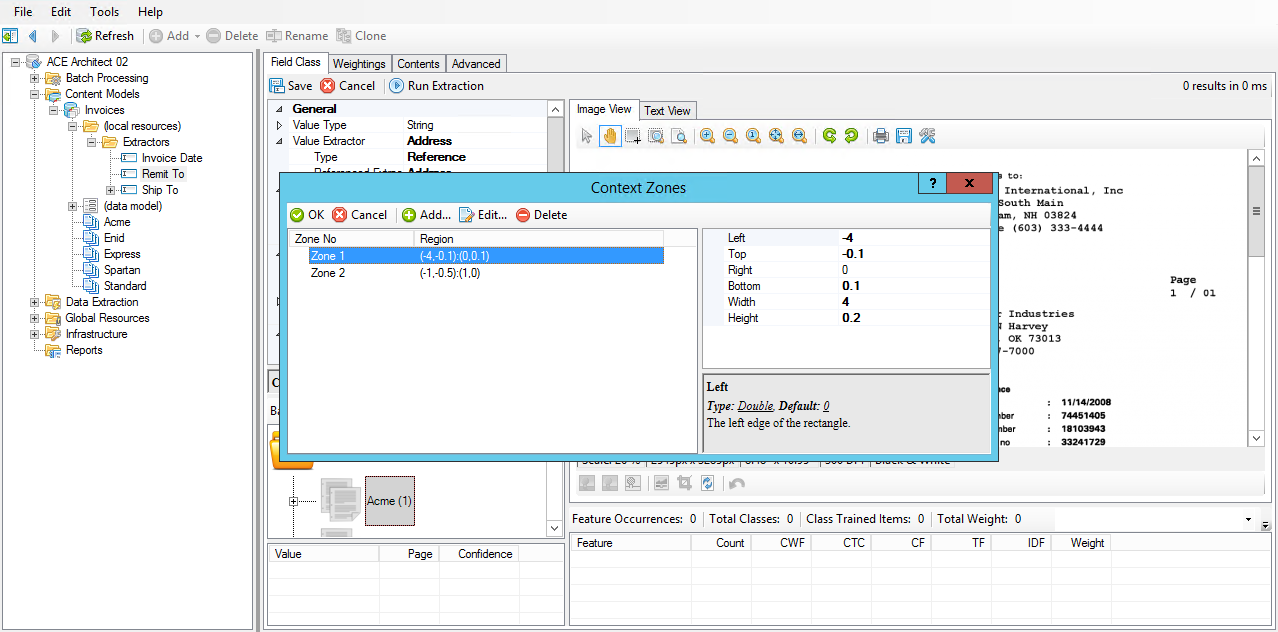 File Edit Tools Help
Refresh Add Delete Rename Clone
ACE Architect 02
Batch Processing
Content Models
Invoices
(local resources)
Extractors
Invoice Date
Remit To
Ship To
(data model)
Acme
Enid
Express
Spartan
Standard
Data Extraction
Global Resources
Infrastructure
Reports
Field Class Weightings Contents Advanced
Save Cancel Run Extraction 0 results in 0 ms
General
Value Type String
Value Extractor Address
Type Reference
Image View Text View
Context Zones ? x
OK Cancel Add... Edit... Delete
Zone No Region
Zone 1 (-4,-0.1):(0,0.1)
Zone 2 (-1,-0.5):(1,0)
Left -4
Top -0.1
Right 0
Bottom 0.1
Width 4
Height 0.2
Left
Type: Double, Default: 0
The left edge of the rectangle.
s to:
International, Inc
South Main
am, NH 03824
e (603) 333-4444
Page
1 / 01
r Industries
N Harvey
, OK 73013
7-7000
nce
: 11/14/2008
mber : 74451405
mber : 18103943
no : 33241729
Acme (1)
Value Page Confidence
Feature Occurrences: 0 Total Classes: 0 Class Trained Items: 0 Total Weight: 0
Feature Count CWF CTC CF TF IDF Weight